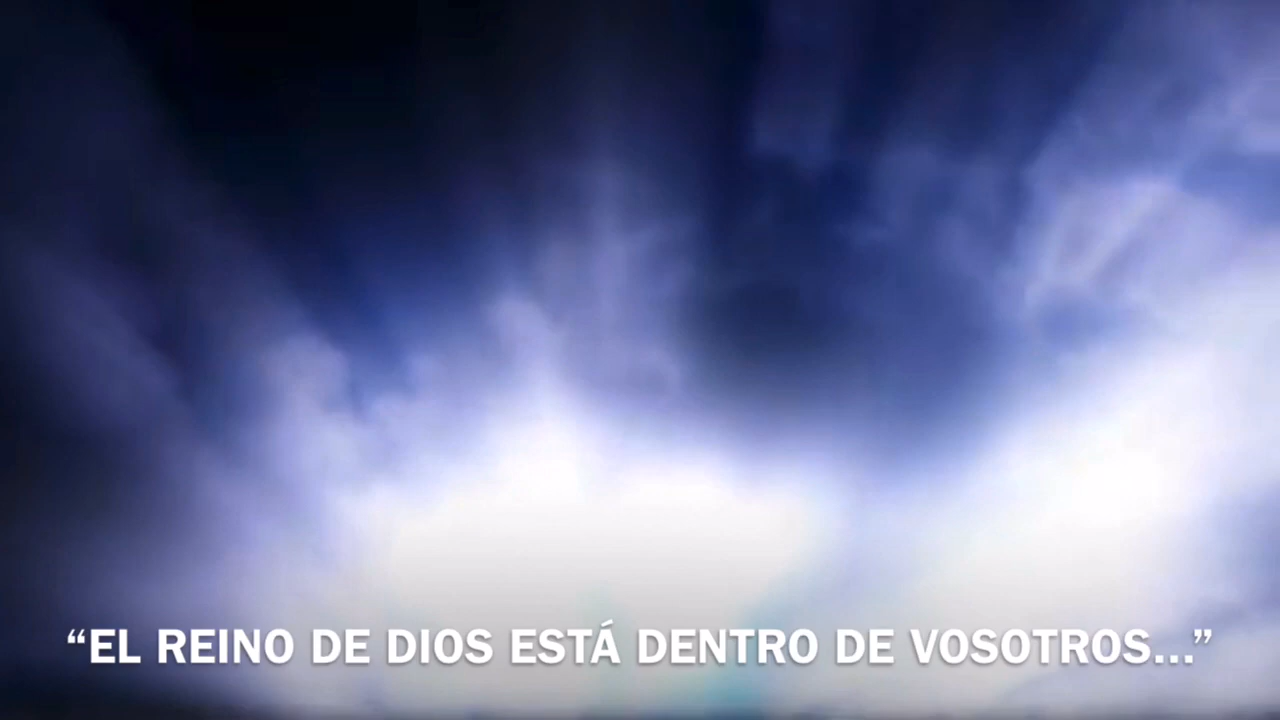 “EL REINO DE DIOS ESTÁ DENTRO DE VOSOTROS...”